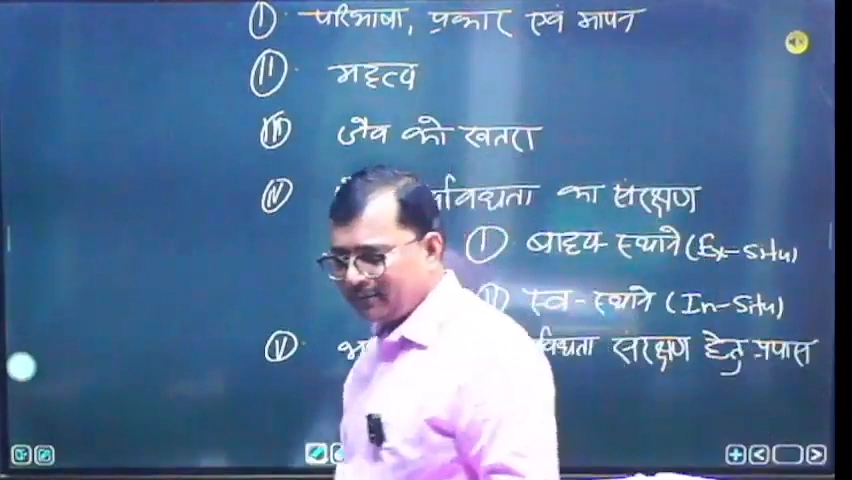 (I) परिभाषा, प्रकार एवं मापन
(II) महत्व
(III) जैव को खतरा
(IV) विधता का संरक्षण
(I) बाह्य स्थाने (Ex-Situ)
(II) स्व-स्थाने (In-Situ)
(V) विधता संरक्षण हेतु प्रयास